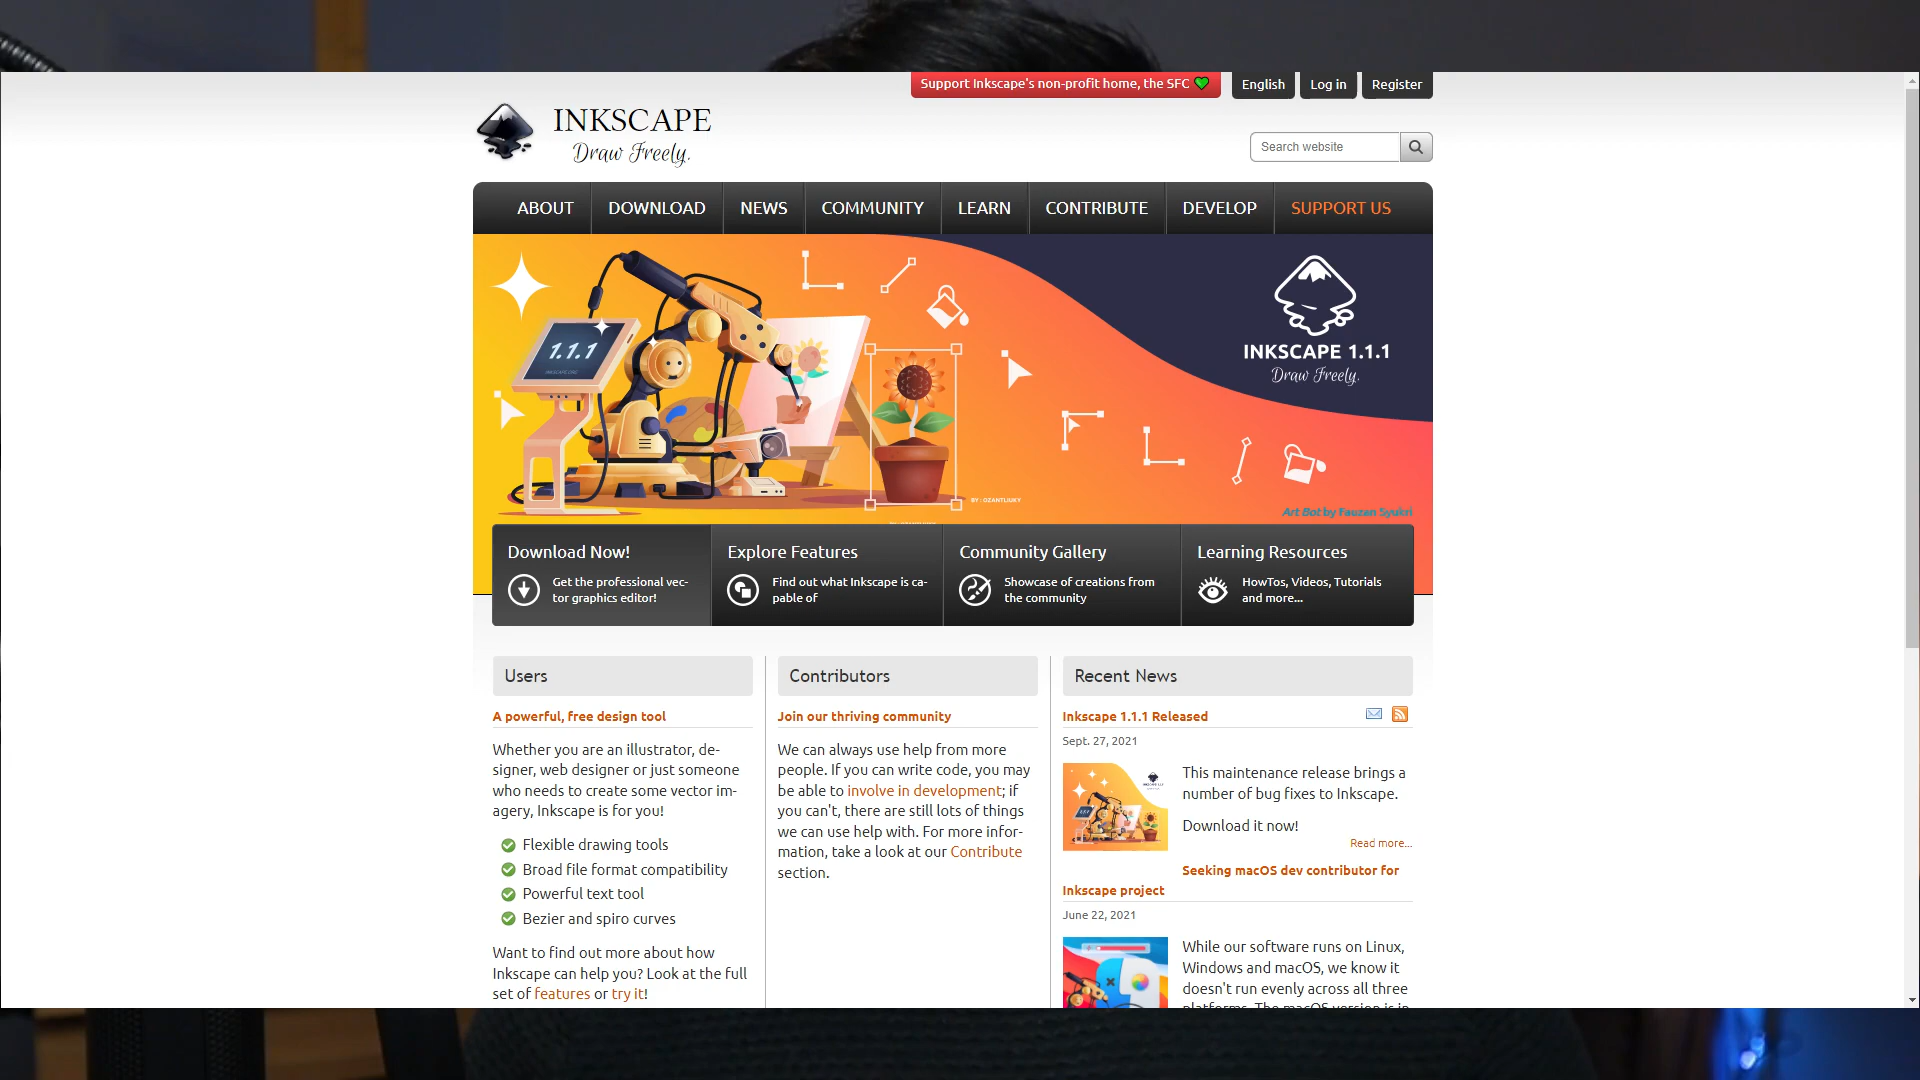 Support Inkscape's non-profit home, the SFC
English
Log in
Register
INKSCAPE
Draw Freely.
Search website
ABOUT
DOWNLOAD
NEWS
COMMUNITY
LEARN
CONTRIBUTE
DEVELOP
SUPPORT US
1.1.1
INKSCAPE 1.1.1
Draw Freely.
BY : OZANTLIUKY
Art Bot by Fauzan Syukri
Download Now!
Get the professional vec-
tor graphics editor!
Explore Features
Find out what Inkscape is ca-
pable of
Community Gallery
Showcase of creations from
the community
Learning Resources
HowTos, Videos, Tutorials
and more...
Users
A powerful, free design tool
Whether you are an illustrator, de-
signer, web designer or just someone
who needs to create some vector im-
agery, Inkscape is for you!
Flexible drawing tools
Broad file format compatibility
Powerful text tool
Bezier and spiro curves
Want to find out more about how
Inkscape can help you? Look at the full
set of features or try it!
Contributors
Join our thriving community
We can always use help from more
people. If you can write code, you may
be able to involve in development; if
you can't, there are still lots of things
we can use help with. For more infor-
mation, take a look at our Contribute
section.
Recent News
Inkscape 1.1.1 Released
Sept. 27, 2021
This maintenance release brings a
number of bug fixes to Inkscape.
Download it now!
Read more...
Seeking macOS dev contributor for
Inkscape project
June 22, 2021
While our software runs on Linux,
Windows and macOS, we know it
doesn't run evenly across all three
platforms. The macOS version is in